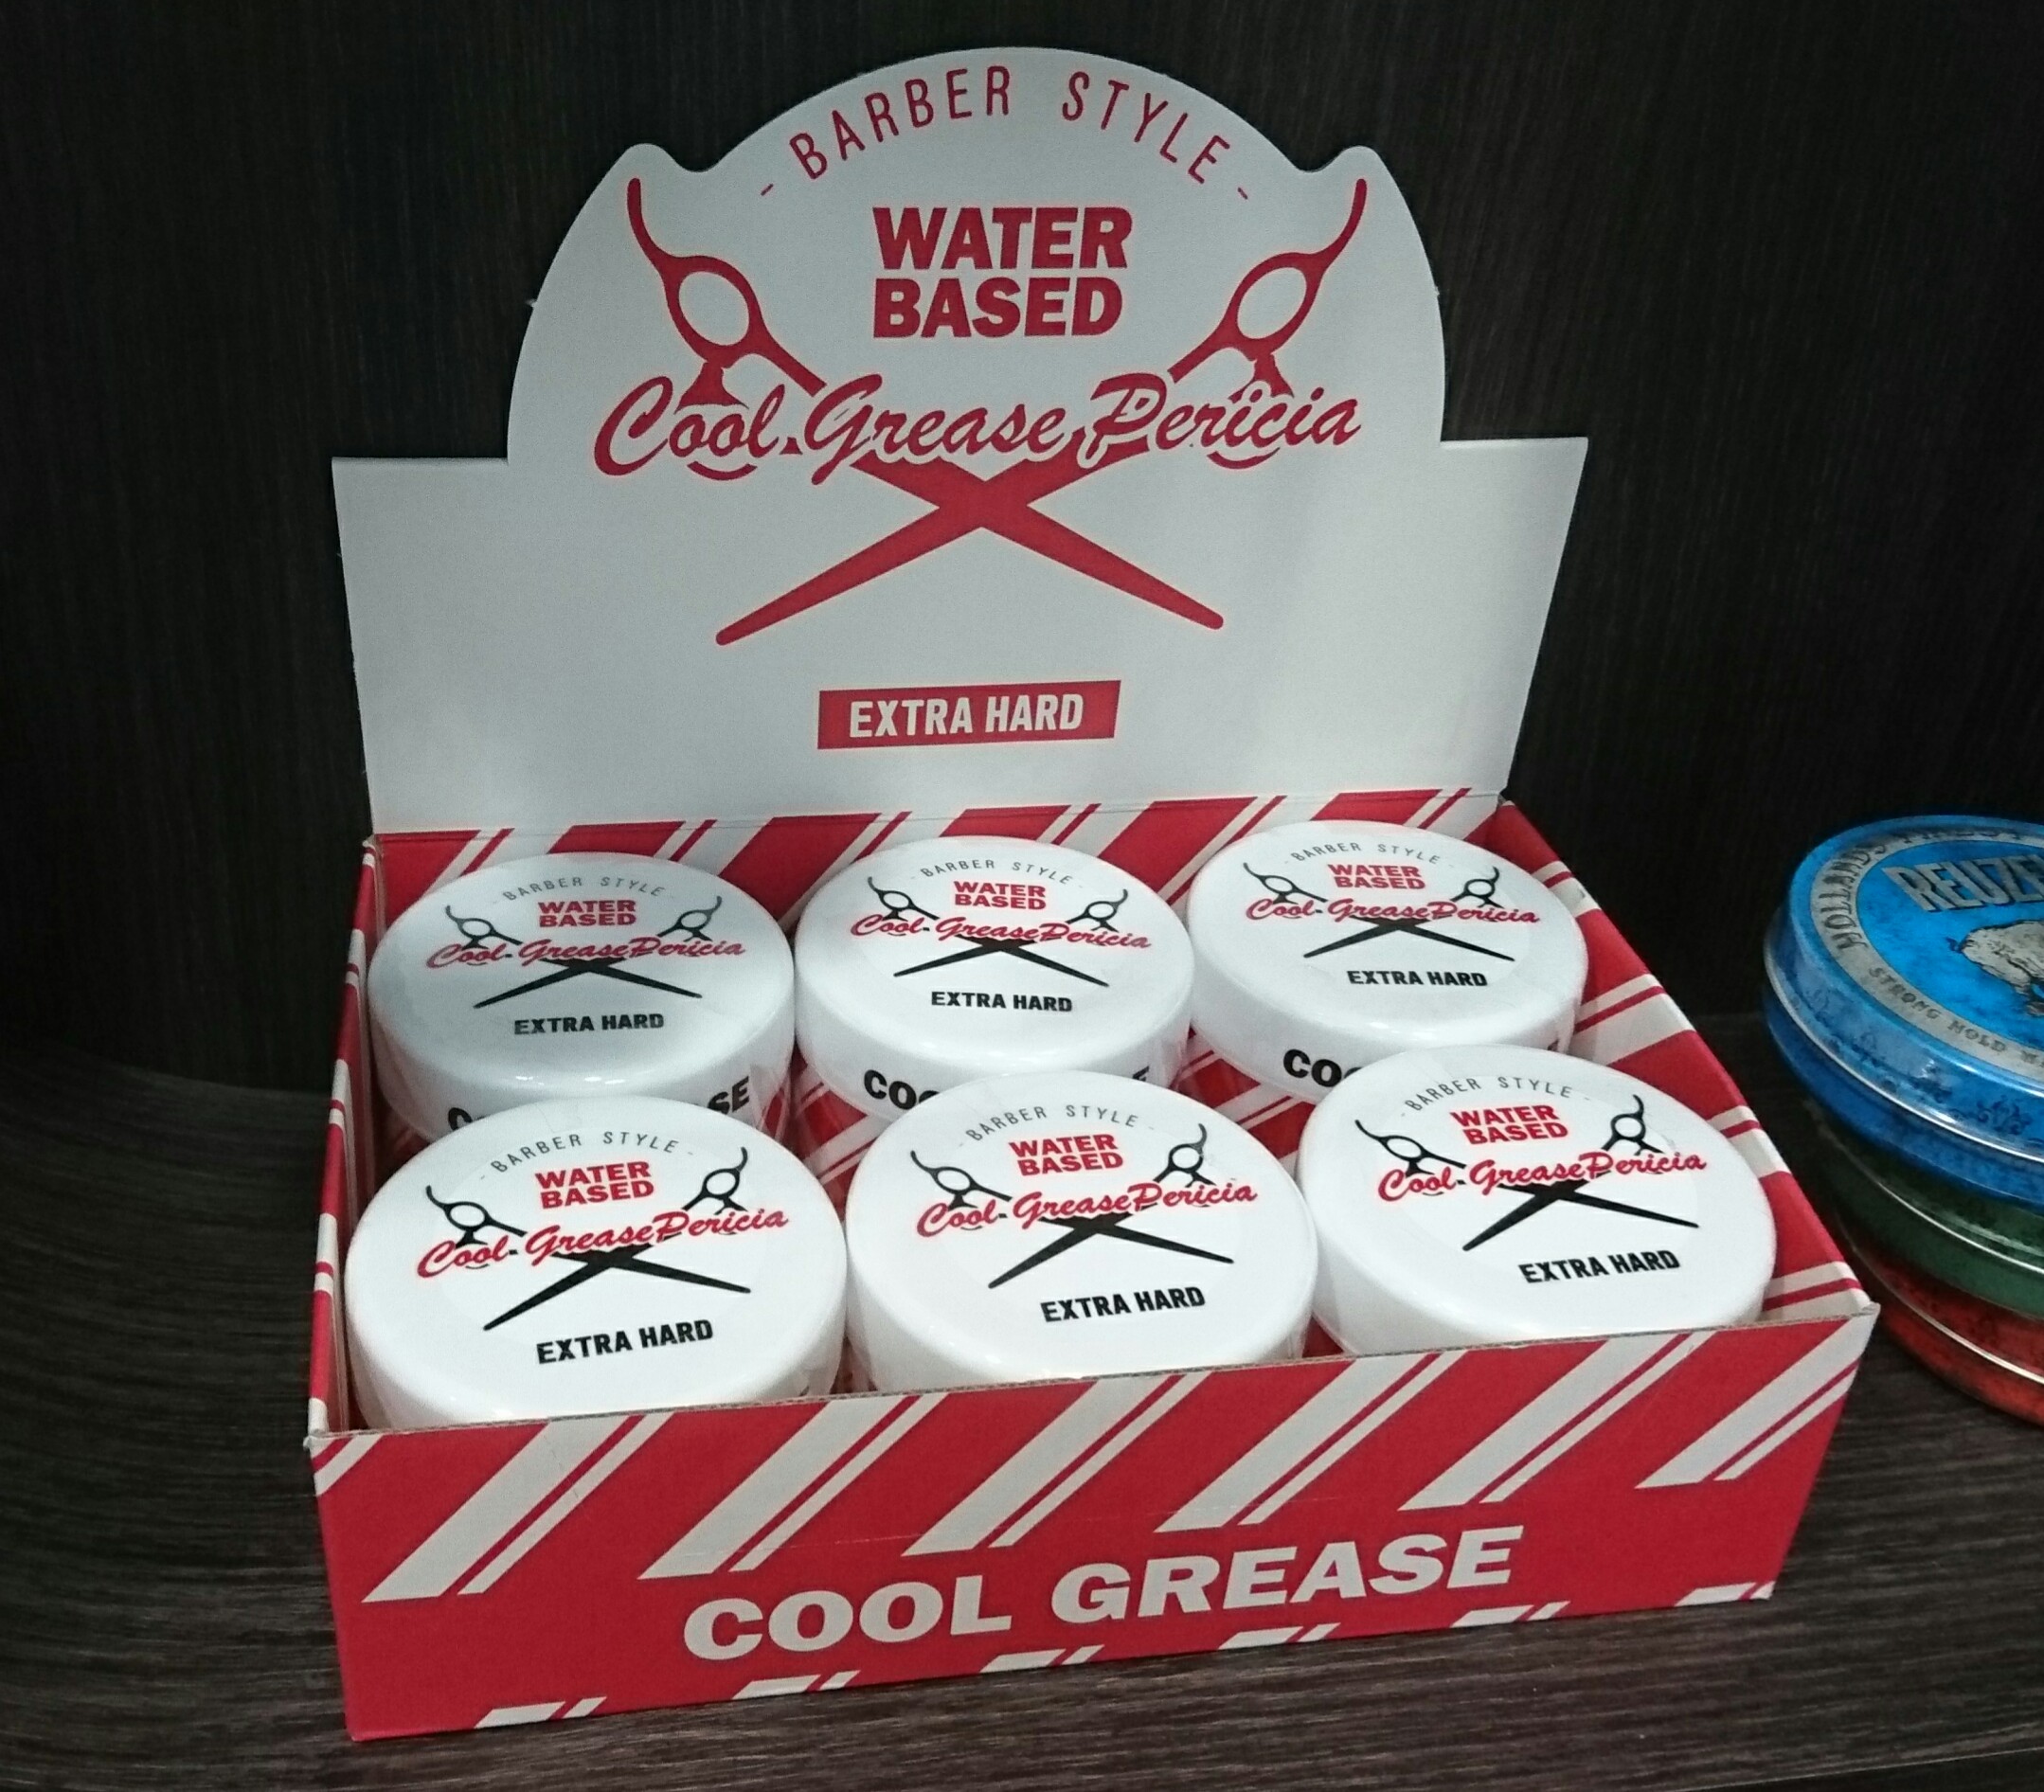 - BARBER STYLE -
WATER
BASED
Cool Grease Pericia
EXTRA HARD
- BARBER STYLE -
WATER
BASED
Cool Grease Pericia
EXTRA HARD
- BARBER STYLE -
WATER
BASED
Cool Grease Pericia
EXTRA HARD
- BARBER STYLE -
WATER
BASED
Cool Grease Pericia
EXTRA HARD
- BARBER STYLE -
WATER
BASED
Cool Grease Pericia
EXTRA HARD
- BARBER STYLE -
WATER
BASED
Cool Grease Pericia
EXTRA HARD
- BARBER STYLE -
WATER
BASED
Cool Grease Pericia
EXTRA HARD
COOL GREASE
REUZE
STRONG HOLD